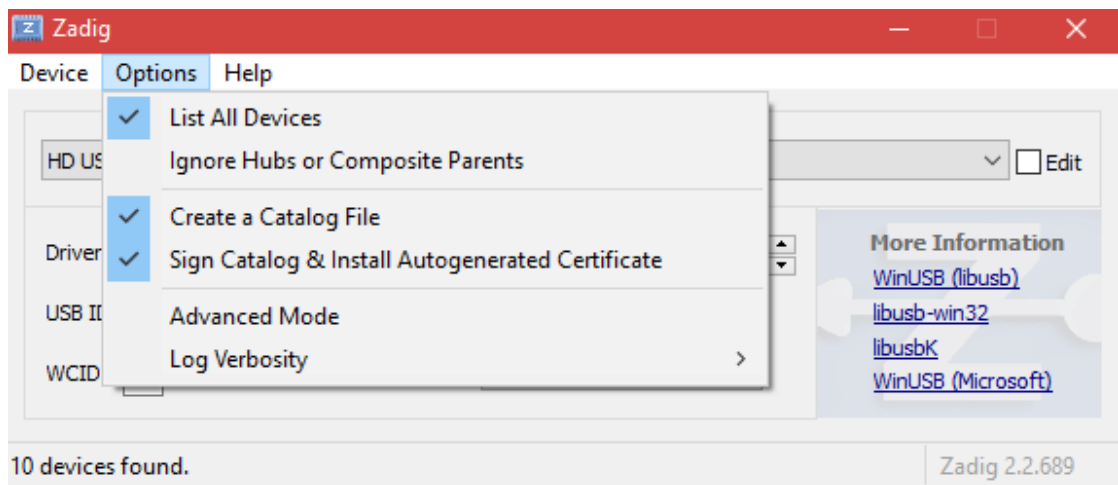 Zadig
Device Options Help
List All Devices
Ignore Hubs or Composite Parents
HD US
Edit
Create a Catalog File
Sign Catalog & Install Autogenerated Certificate
Driver
Advanced Mode
USB ID
Log Verbosity
WCID
More Information
WinUSB (libusb)
libusb-win32
libusbK
WinUSB (Microsoft)
10 devices found.
Zadig 2.2.689